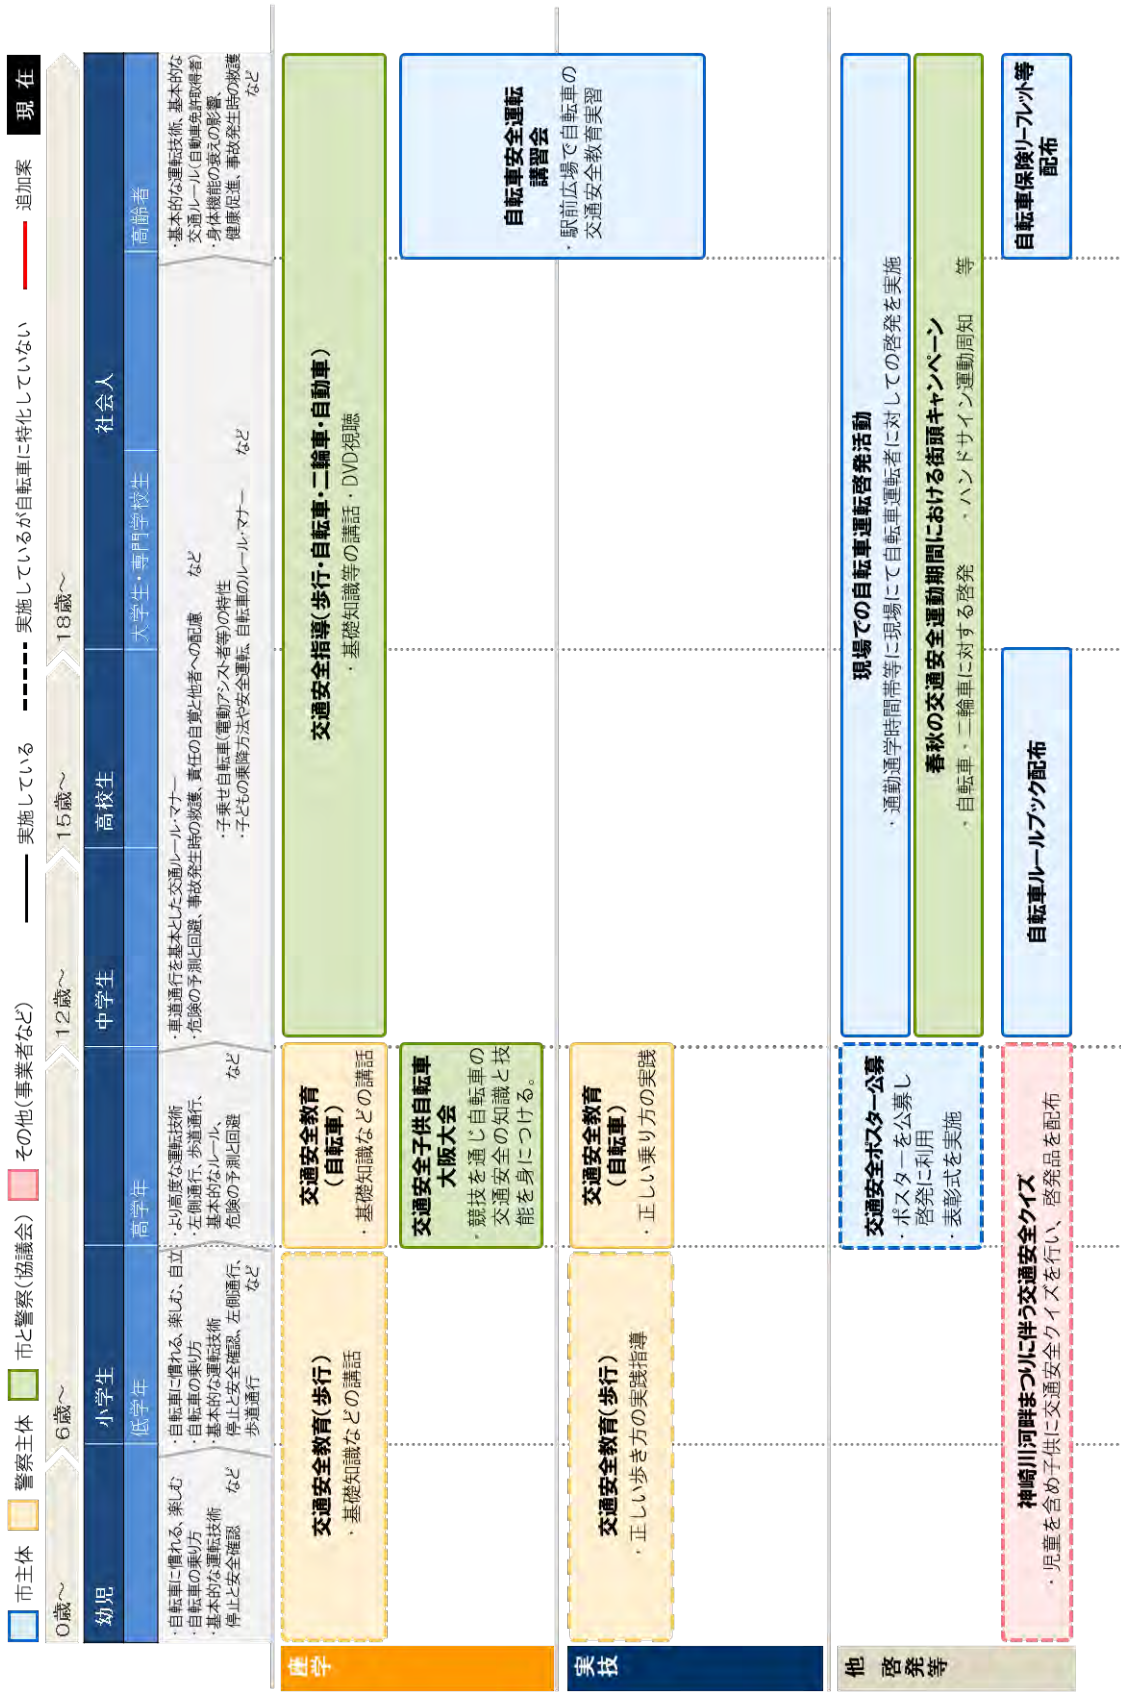 市主体
警察主体
市と警察(協議会)
その他(事業者など)
実施している
実施しているが自転車に特化していない
追加案
現 在
0歳～
6歳～
12歳～
15歳～
18歳～
幼児
小学生
中学生
高校生
社会人
低学年
高学年
大学生・専門学校生
高齢者
・自転車に慣れる、楽しむ
・自転車の乗り方
・基本的な運転技術
停止と安全確認 など
・自転車に慣れる、楽しむ、自立
・自転車の乗り方
・基本的な運転技術
停止と安全確認、左側通行、
歩道通行 など
・より高度な運転技術
・左側通行、歩道通行、
基本的なルール、
危険の予測と回避 など
・車道通行を基本とした交通ルール・マナー
・危険の予測と回避、事故発生時の救護、責任の自覚と他者への配慮 など
・子乗せ自転車(電動アシスト者等)の特性
・子どもの乗降方法や安全運転、自転車のルール・マナー など
・基本的な運転技術、基本的な
交通ルール(自動車免許取得者)
・身体機能の衰えの影響、
健康促進、事故発生時の救護
など
座学
交通安全教育(歩行)
・基礎知識などの講話
交通安全教育
(自転車)
・基礎知識などの講話
交通安全指導(歩行・自転車・二輪車・自動車)
・基礎知識等の講話・DVD視聴
交通安全子供自転車
大阪大会
・競技を通じ自転車の
交通安全の知識と技
能を身につける。
自転車安全運転
講習会
・駅前広場で自転車の
交通安全教育実習
実技
交通安全教育(歩行)
・正しい歩き方の実践指導
交通安全教育
(自転車)
・正しい乗り方の実践
他
啓発等
交通安全ポスター公募
・ポスターを公募し
啓発に利用
・表彰式を実施
現場での自転車運転啓発活動
・通勤通学時間帯等に現場にて自転車運転者に対しての啓発を実施
春秋の交通安全運動期間における街頭キャンペーン
・自転車・二輪車に対する啓発 ・ハンドサイン運動周知 等
神崎川河畔まつりに伴う交通安全クイズ
・児童を含め子供に交通安全クイズを行い、啓発品を配布
自転車ルールブック配布
自転車保険リーフレット等
配布